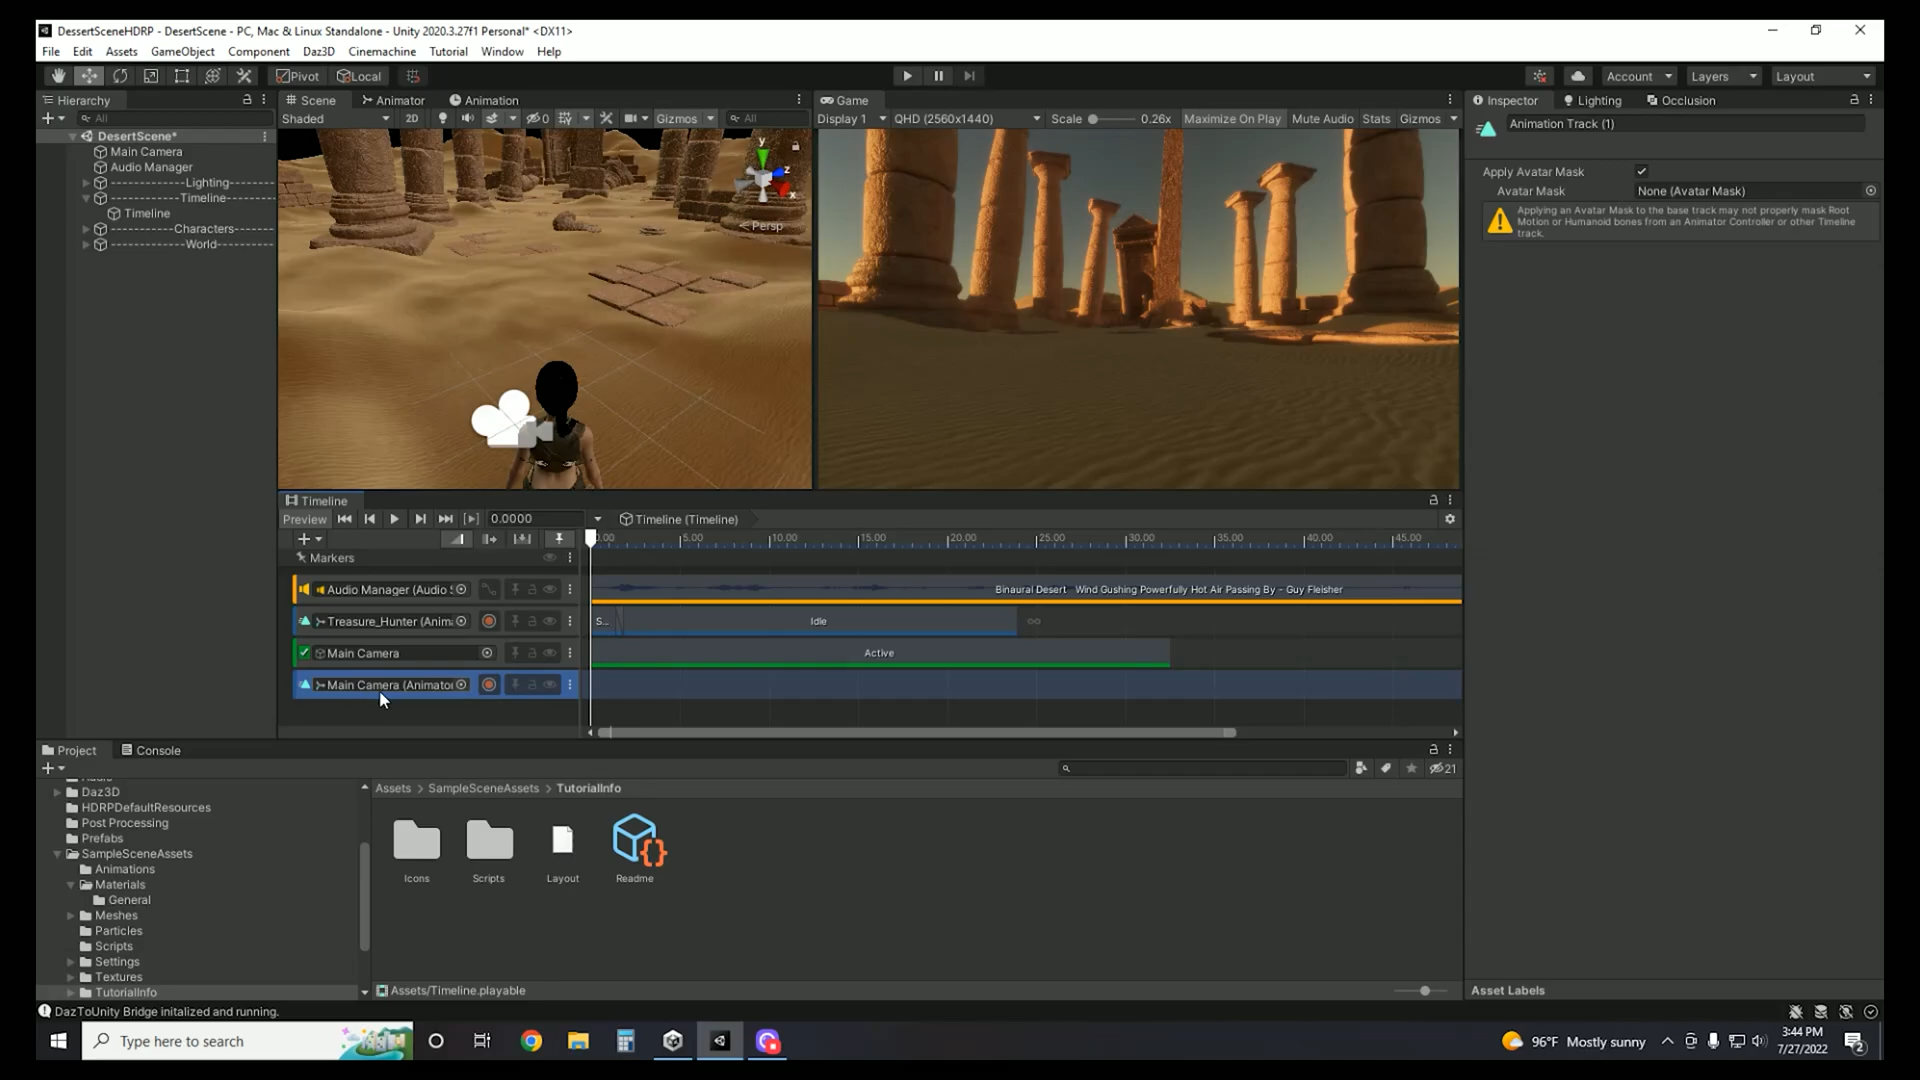 DessertSceneHDRP - DesertScene - PC, Mac & Linux Standalone - Unity 2020.3.27f1 Personal* <DX11>
File Edit Assets GameObject Component Daz3D Cinemachine Tutorial Window Help
Pivot Local Account Layers Layout
Hierarchy
All
DesertScene*
Main Camera
Audio Manager
------------Lighting-------
------------Timeline--------
Timeline
-----------Characters-------
------------World----------
Scene Animator Animation
Shaded 2D 0 Gizmos All
y
z
x
< Persp
Game
Display 1 QHD (2560x1440) Scale 0.26x Maximize On Play Mute Audio Stats Gizmos
Inspector Lighting Occlusion
Animation Track (1)
Apply Avatar Mask
Avatar Mask None (Avatar Mask)
Applying an Avatar Mask to the base track may not properly mask Root
Motion or Humanoid bones from an Animator Controller or other Timeline
track.
Timeline
Preview 0.0000 Timeline (Timeline)
0.00 5.00 10.00 15.00 20.00 25.00 30.00 35.00 40.00 45.00
Markers
Audio Manager (Audio S Binaural Desert Wind Gushing Powerfully Hot Air Passing By - Guy Fleisher
Treasure_Hunter (Anima S... Idle
Main Camera Active
Main Camera (Animator
Project Console
21
Daz3D
HDRPDefaultResources
Post Processing
Prefabs
SampleSceneAssets
Animations
Materials
General
Meshes
Particles
Scripts
Settings
Textures
TutorialInfo
Assets > SampleSceneAssets > TutorialInfo
Icons Scripts Layout Readme
Assets/Timeline.playable
Asset Labels
DazToUnity Bridge initalized and running.
Type here to search
96°F Mostly sunny
3:44 PM
7/27/2022
2